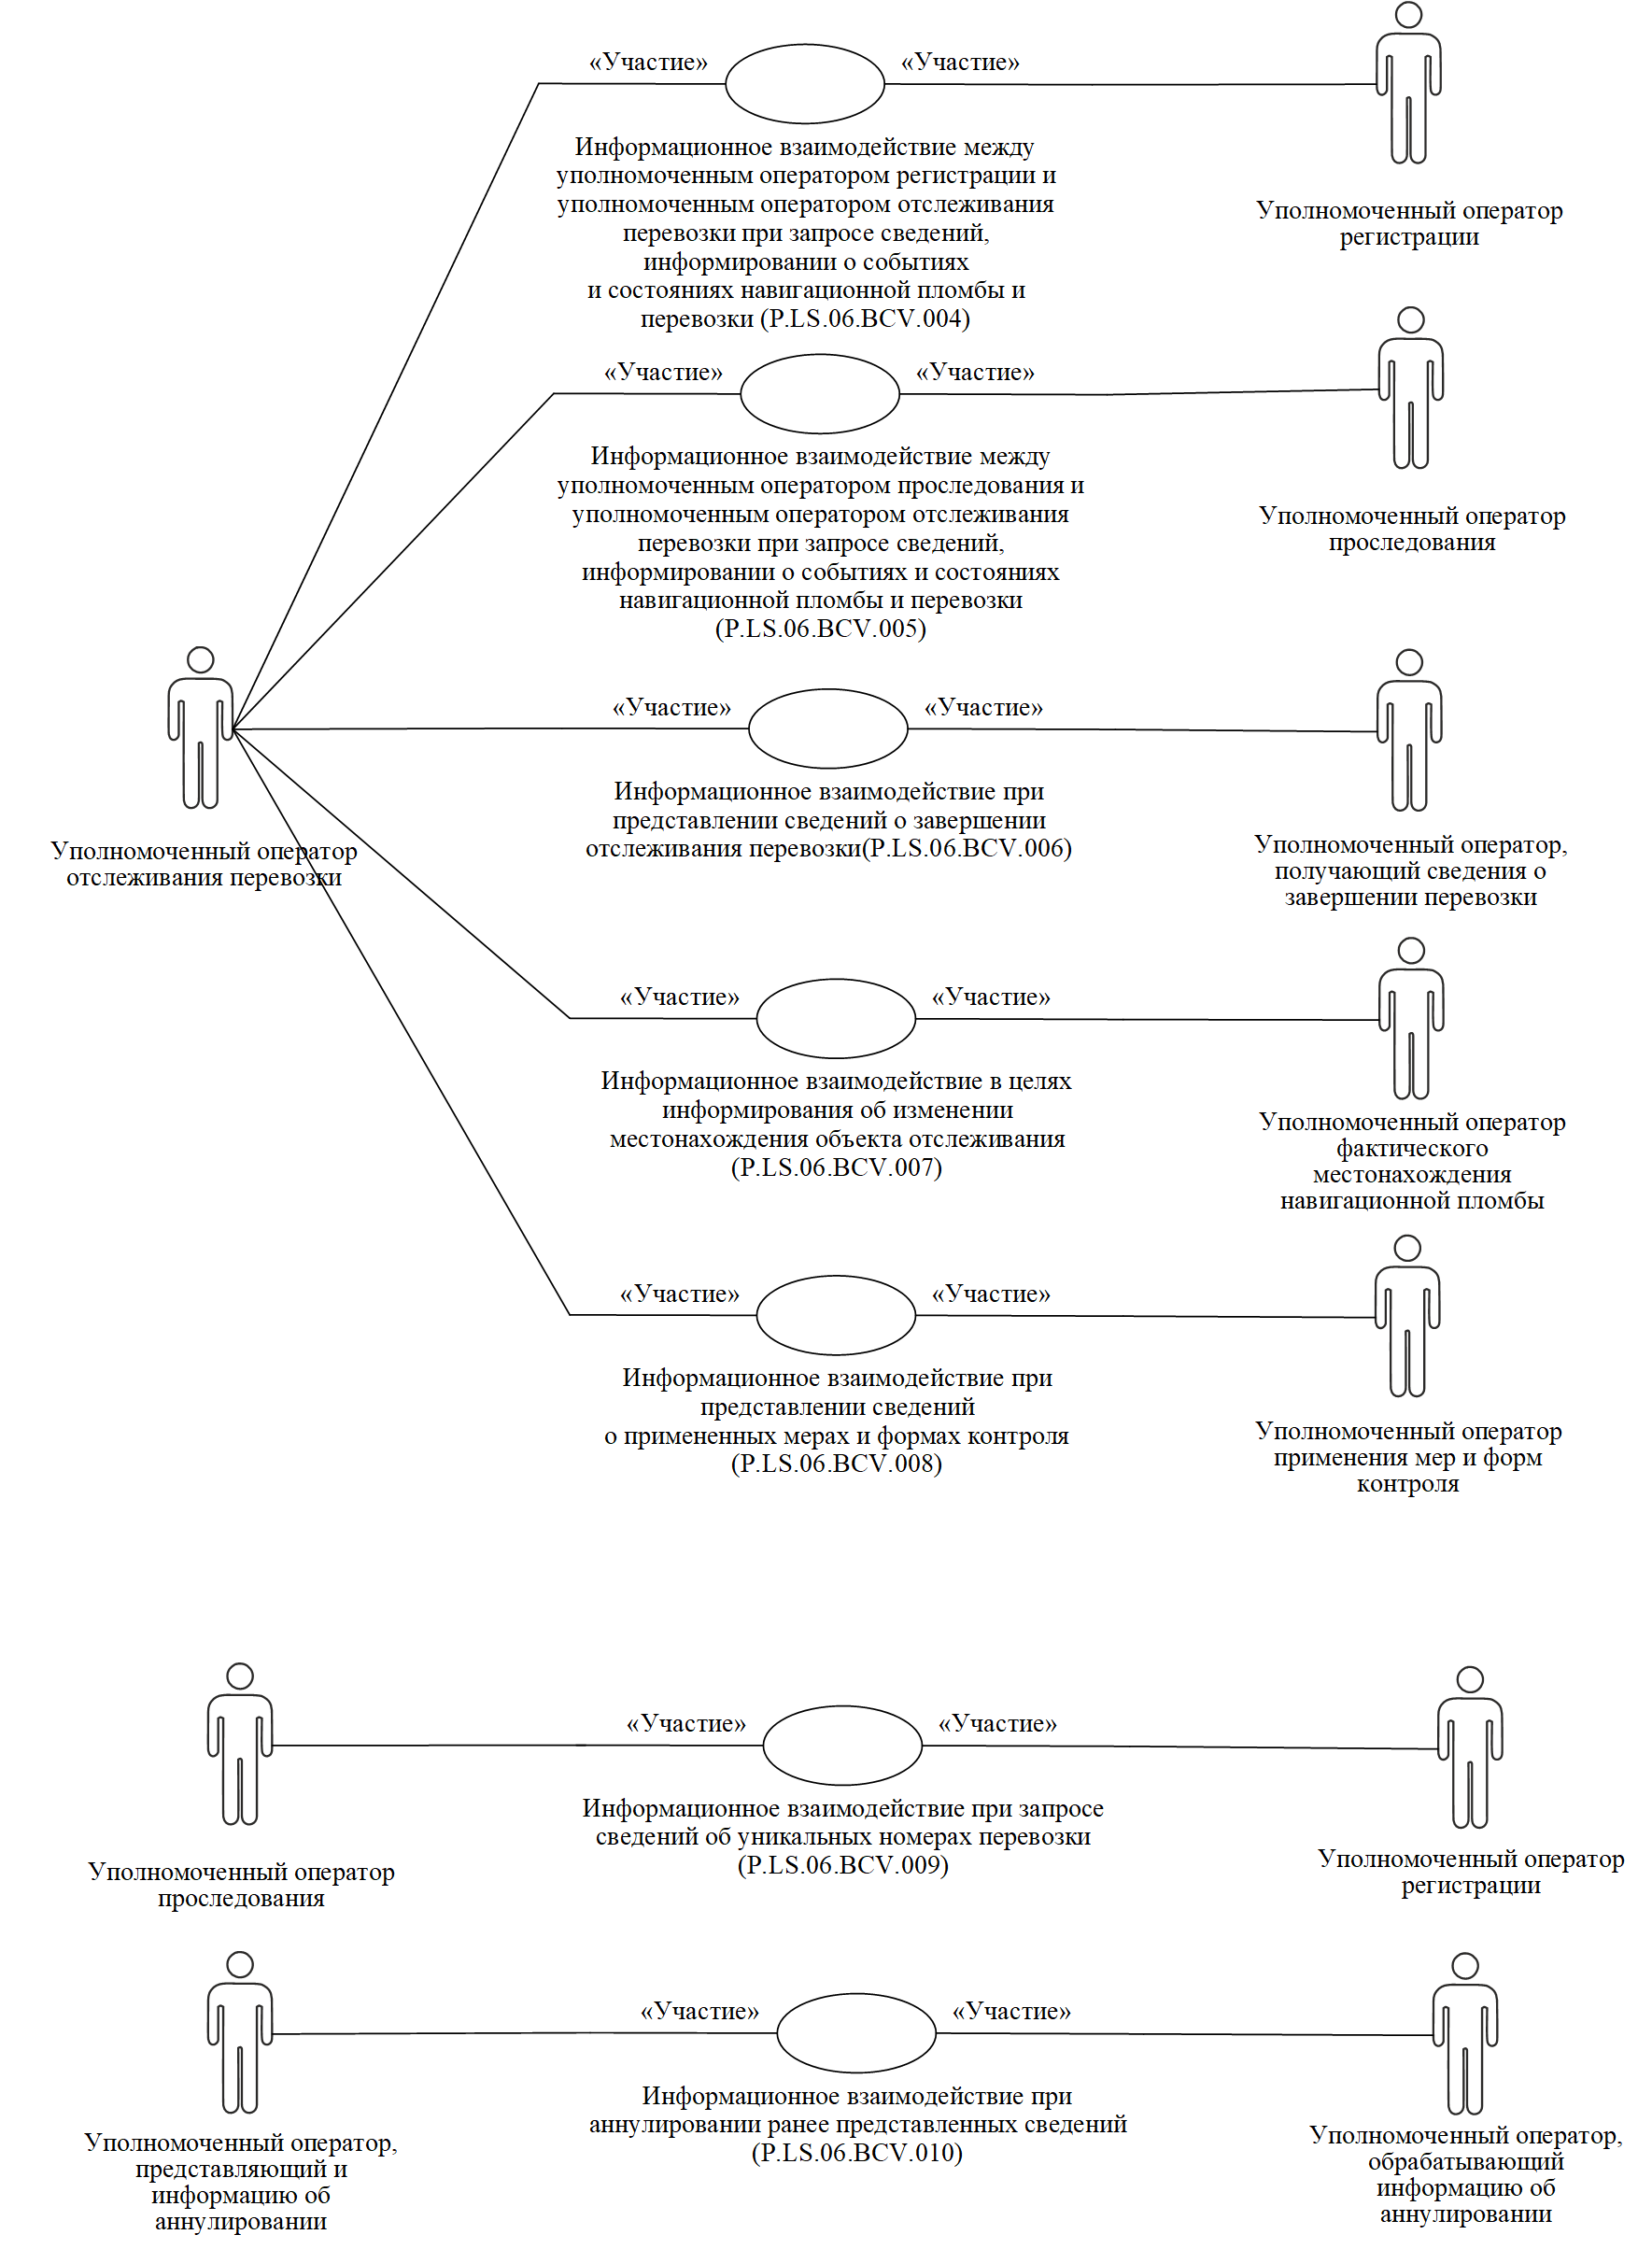 «Участие»
«Участие»
Информационное взаимодействие между
уполномоченным оператором регистрации и
уполномоченным оператором отслеживания
перевозки при запросе сведений,
информировании о событиях
и состояниях навигационной пломбы и
перевозки (P.LS.06.BCV.004)
Уполномоченный оператор
регистрации
«Участие»
«Участие»
Информационное взаимодействие между
уполномоченным оператором проследования и
уполномоченным оператором отслеживания
перевозки при запросе сведений,
информировании о событиях и состояниях
навигационной пломбы и перевозки
(P.LS.06.BCV.005)
Уполномоченный оператор
проследования
Уполномоченный оператор
отслеживания перевозки
«Участие»
«Участие»
Информационное взаимодействие при
представлении сведений о завершении
отслеживания перевозки(P.LS.06.BCV.006)
Уполномоченный оператор,
получающий сведения о
завершении перевозки
«Участие»
«Участие»
Информационное взаимодействие в целях
информирования об изменении
местонахождения объекта отслеживания
(P.LS.06.BCV.007)
Уполномоченный оператор
фактического
местонахождения
навигационной пломбы
«Участие»
«Участие»
Информационное взаимодействие при
представлении сведений
о примененных мерах и формах контроля
(P.LS.06.BCV.008)
Уполномоченный оператор
применения мер и форм
контроля
«Участие»
«Участие»
Уполномоченный оператор
проследования
Информационное взаимодействие при запросе
сведений об уникальных номерах перевозки
(P.LS.06.BCV.009)
Уполномоченный оператор
регистрации
«Участие»
«Участие»
Уполномоченный оператор,
представляющий и
информацию об
аннулировании
Информационное взаимодействие при
аннулировании ранее представленных сведений
(P.LS.06.BCV.010)
Уполномоченный оператор,
обрабатывающий
информацию об
аннулировании